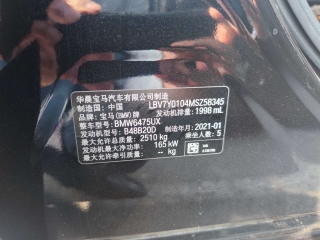 华晨宝马汽车有限公司制造
制造国：中国 LBV7Y0104MSZ58345
品牌：宝马(BMW)牌 发动机排量：1998 mL
整车型号：BMW6475UX
发动机型号：B48B20D 制造年月：2021-01
最大允许总质量：2510 kg 乘坐人数：5
发动机最大净功率：165 kW
最大允许牵引质量：-- kg